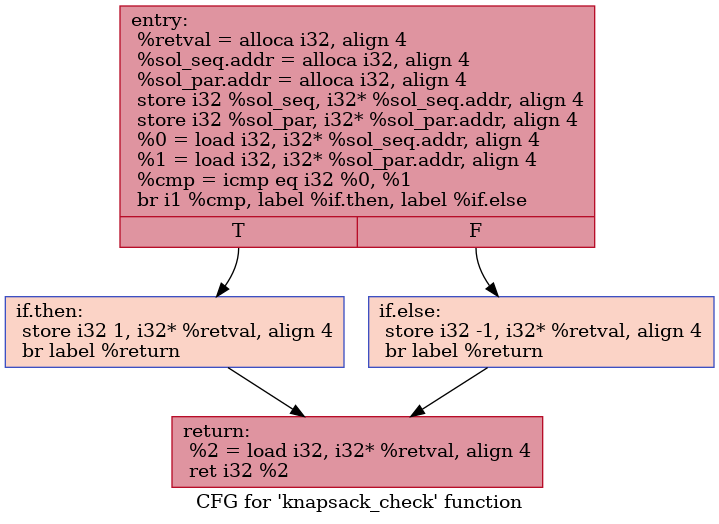 entry:
%retval = alloca i32, align 4
%sol_seq.addr = alloca i32, align 4
%sol_par.addr = alloca i32, align 4
store i32 %sol_seq, i32* %sol_seq.addr, align 4
store i32 %sol_par, i32* %sol_par.addr, align 4
%0 = load i32, i32* %sol_seq.addr, align 4
%1 = load i32, i32* %sol_par.addr, align 4
%cmp = icmp eq i32 %0, %1
br i1 %cmp, label %if.then, label %if.else
T
F
if.then:
store i32 1, i32* %retval, align 4
br label %return
if.else:
store i32 -1, i32* %retval, align 4
br label %return
return:
%2 = load i32, i32* %retval, align 4
ret i32 %2
CFG for 'knapsack_check' function